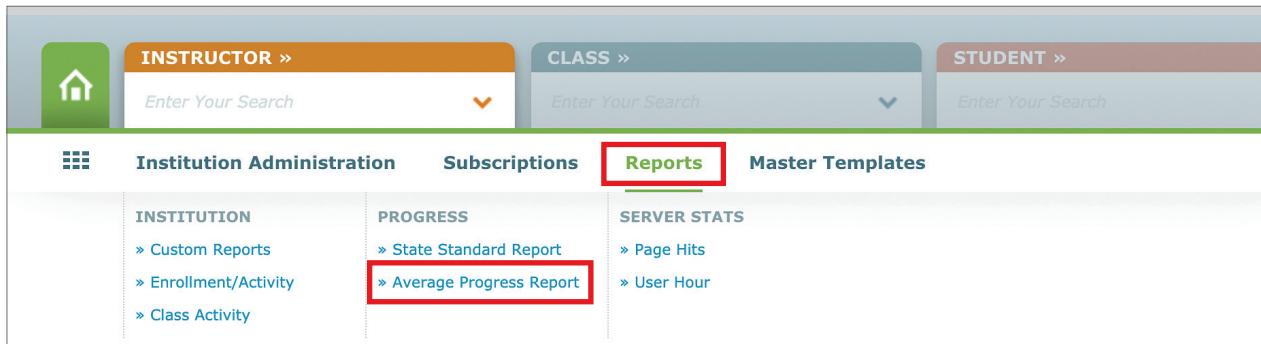 INSTRUCTOR »
CLASS »
STUDENT »
Enter Your Search
Enter Your Search
Enter Your Search
Institution Administration
Subscriptions
Reports
Master Templates
INSTITUTION
» Custom Reports
» Enrollment/Activity
» Class Activity
PROGRESS
» State Standard Report
» Average Progress Report
SERVER STATS
» Page Hits
» User Hour